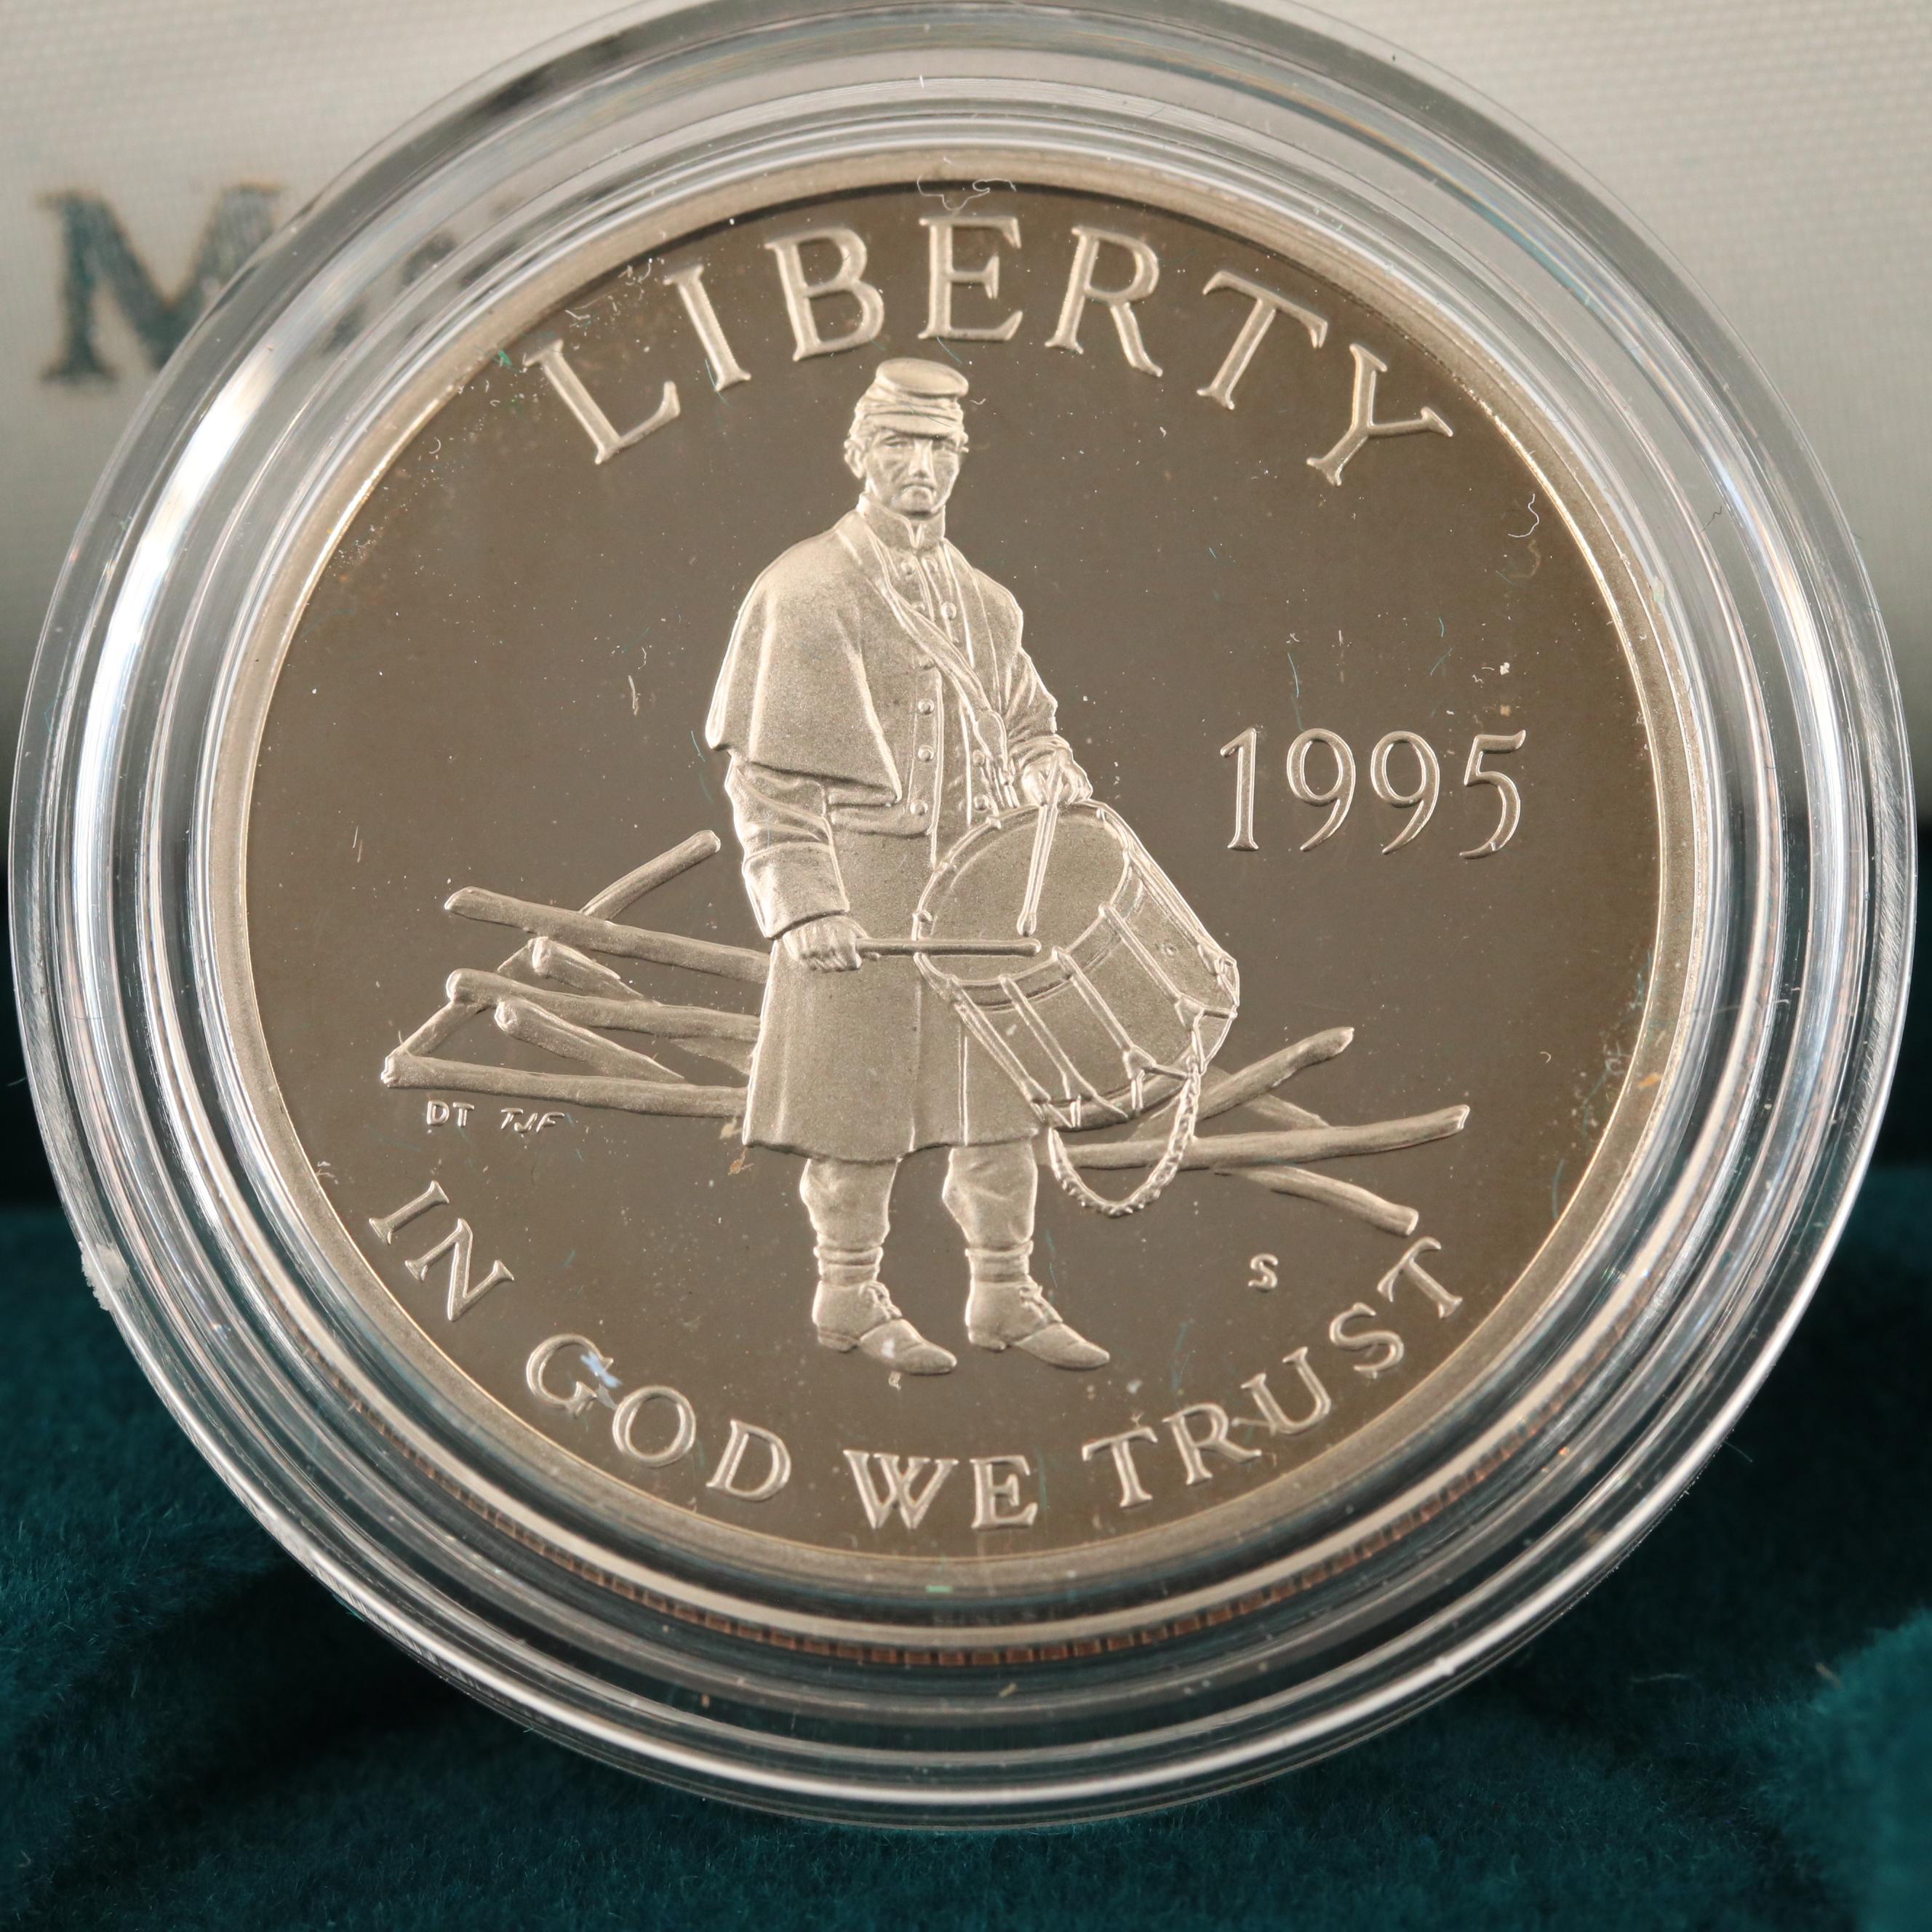 LIBERTY
1995
DT TJF
S
IN GOD WE TRUST